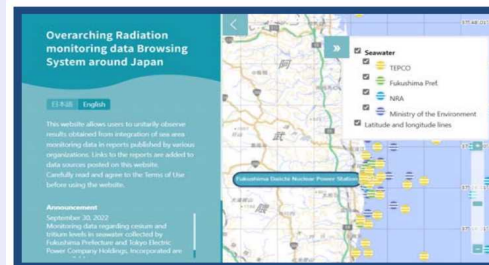 Overarching Radiation
monitoring data Browsing
System around Japan
日本語 English
This website allows users to unitarily observe
results obtained from integration of sea area
monitoring data in reports published by various
organizations. Links to the reports are added to
data sources posted on this website.
Carefully read and agree to the Terms of Use
before using the website.
Announcement
September 30, 2022
Monitoring data regarding cesium and
tritium levels in seawater collected by
Fukushima Prefecture and Tokyo Electric
Power Company Holdings, Incorporated are
Seawater
TEPCO
Fukushima Pref.
NRA
Ministry of the Environment
Latitude and longitude lines
Fukushima Daiichi Nuclear Power Station